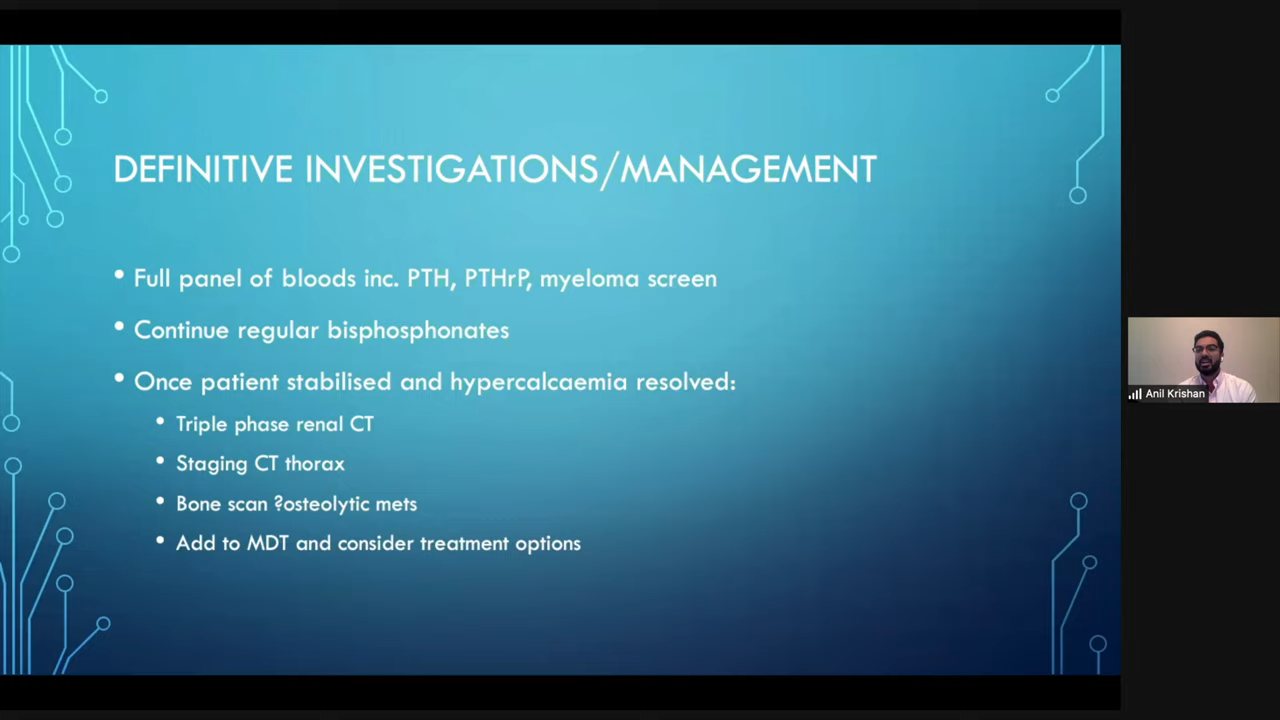 DEFINITIVE INVESTIGATIONS/MANAGEMENT
• Full panel of bloods inc. PTH, PTHrP, myeloma screen
• Continue regular bisphosphonates
• Once patient stabilised and hypercalcaemia resolved:
• Triple phase renal CT
• Staging CT thorax
• Bone scan ?osteolytic mets
• Add to MDT and consider treatment options
Anil Krishan